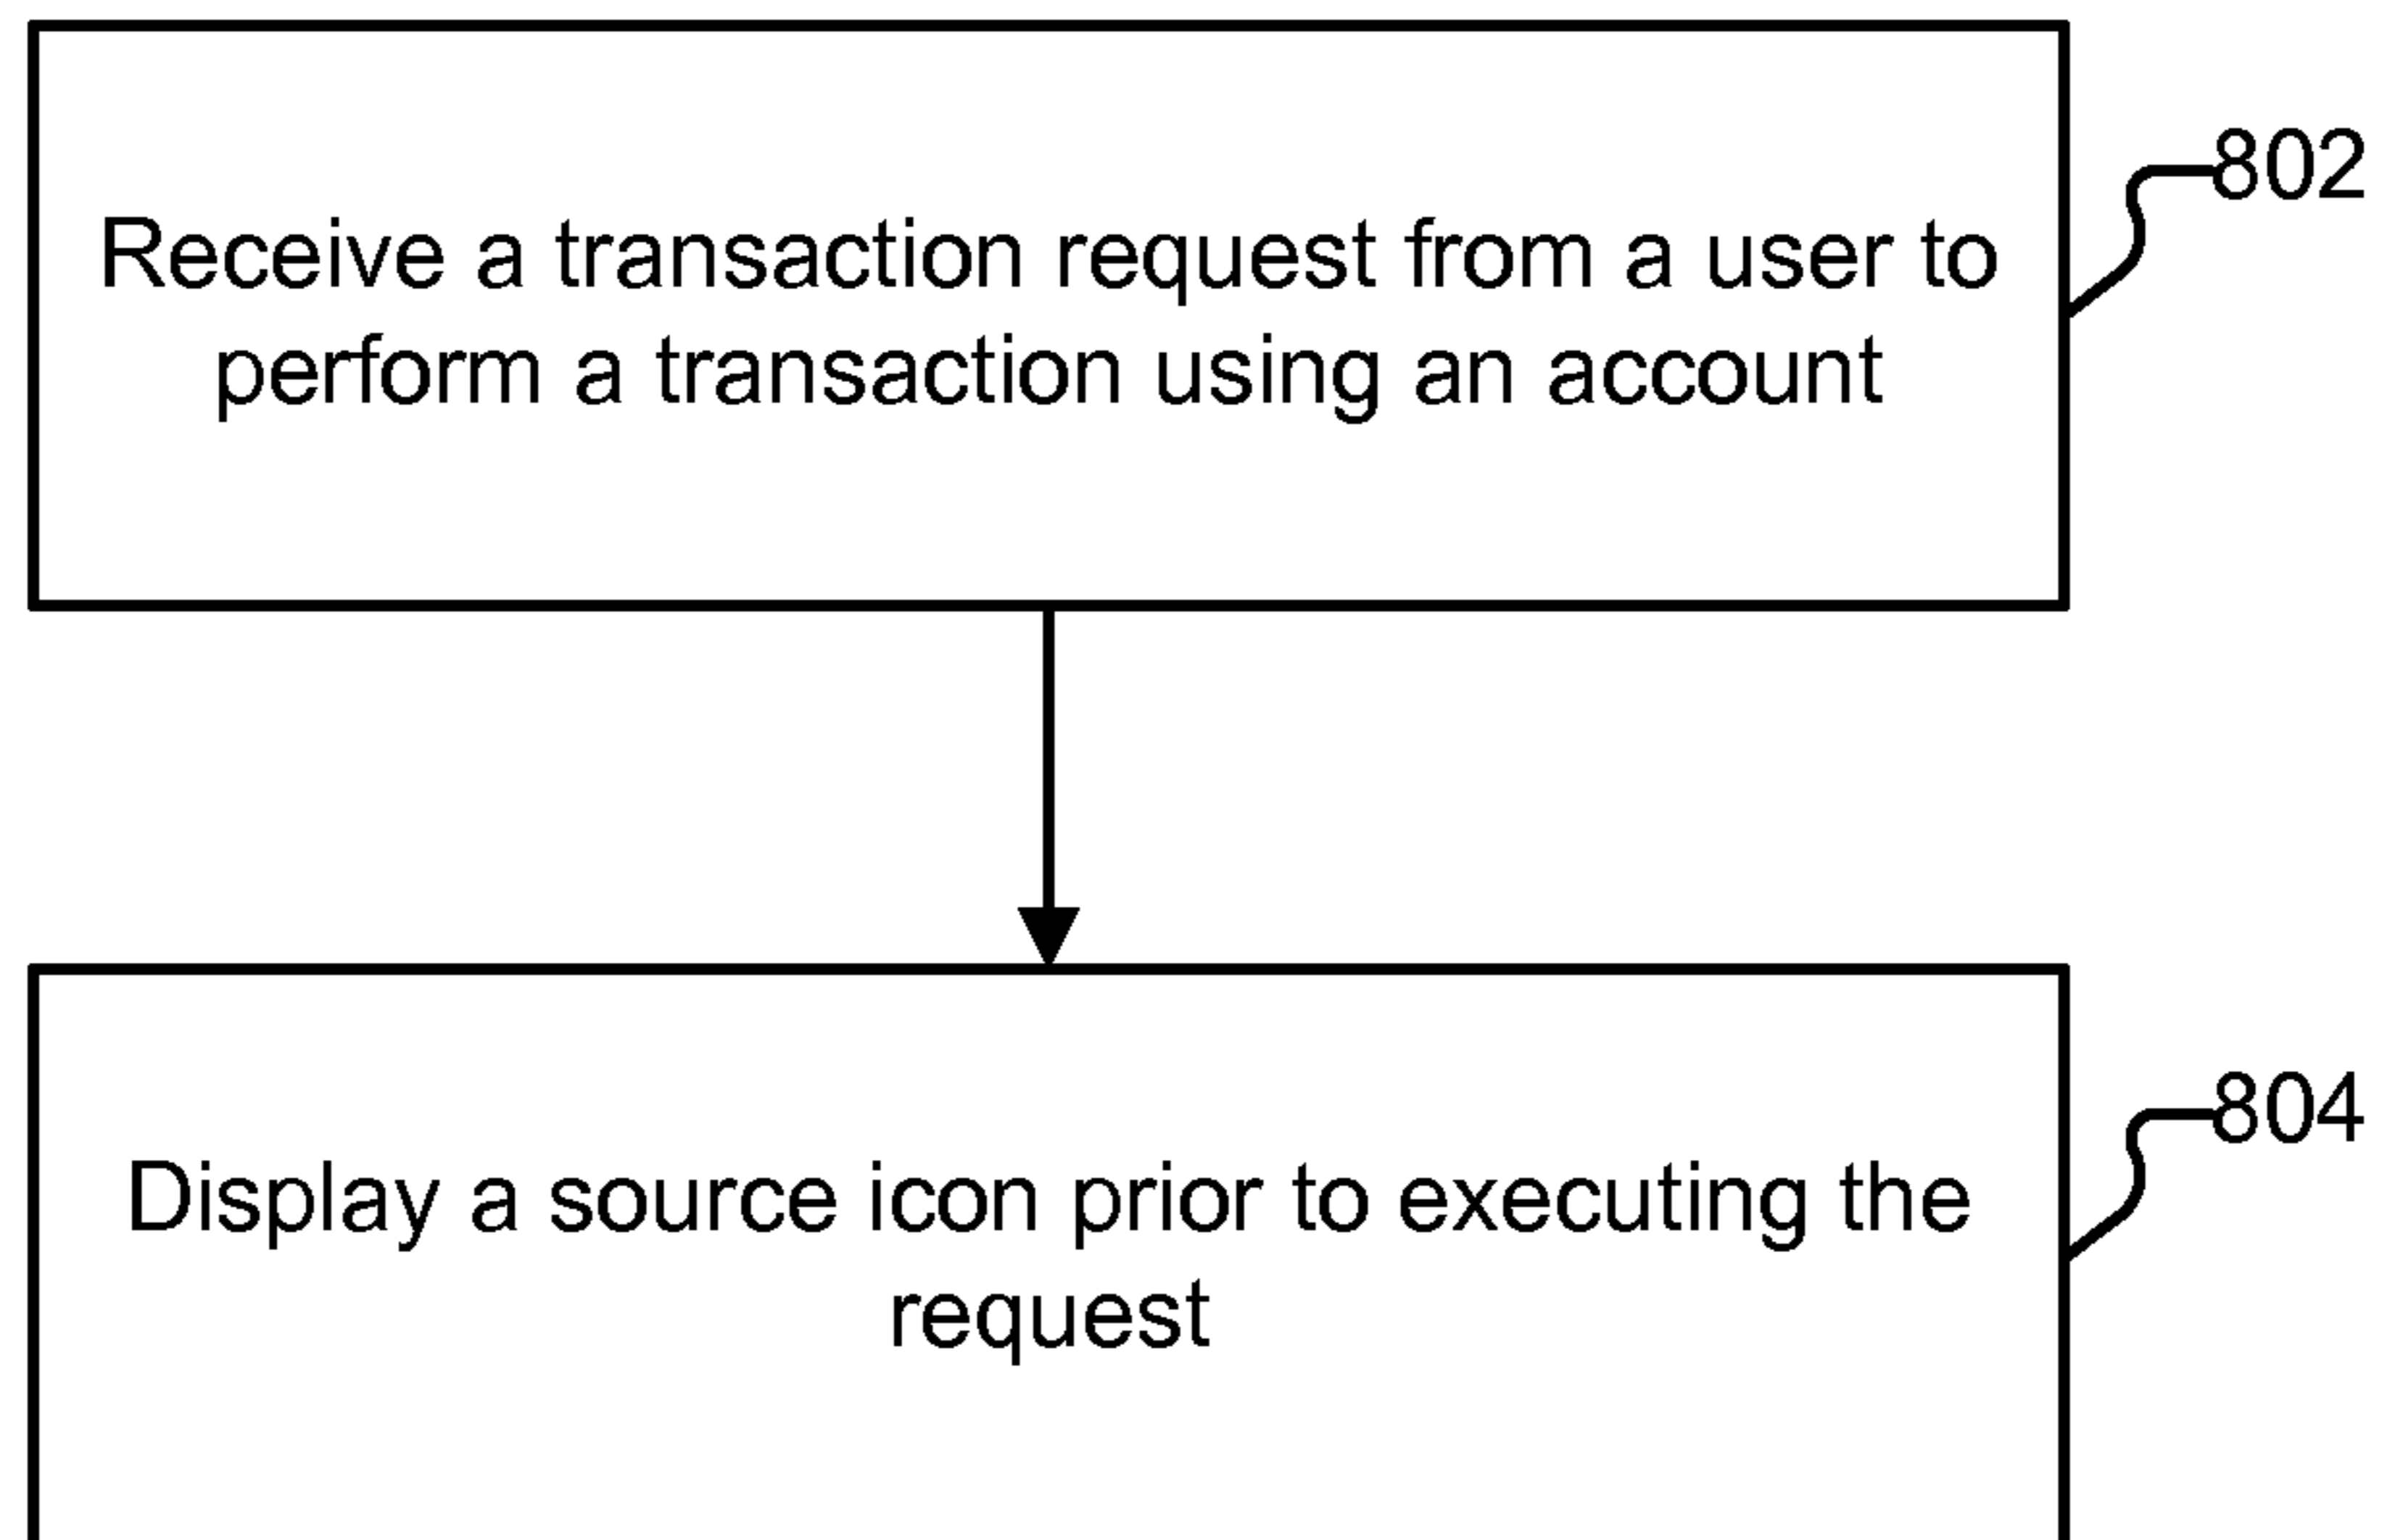 802
Receive a transaction request from a user to
perform a transaction using an account
804
Display a source icon prior to executing the
request